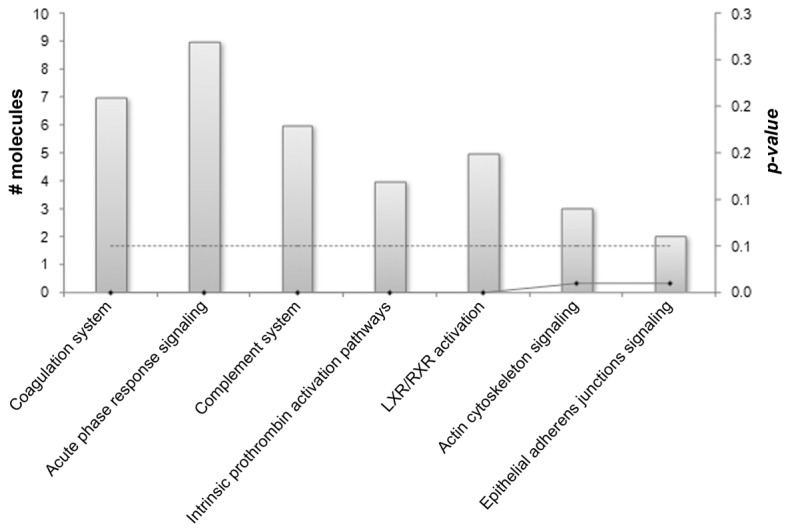 10
9
8
7
6
5
4
3
2
1
0
# molecules
0.3
0.3
0.2
0.2
0.1
0.1
0.0
p-value
Coagulation system
Acute phase response signaling
Complement system
Intrinsic prothrombin activation pathways
LXR/RXR activation
Actin cytoskeleton signaling
Epithelial adherens junctions signaling